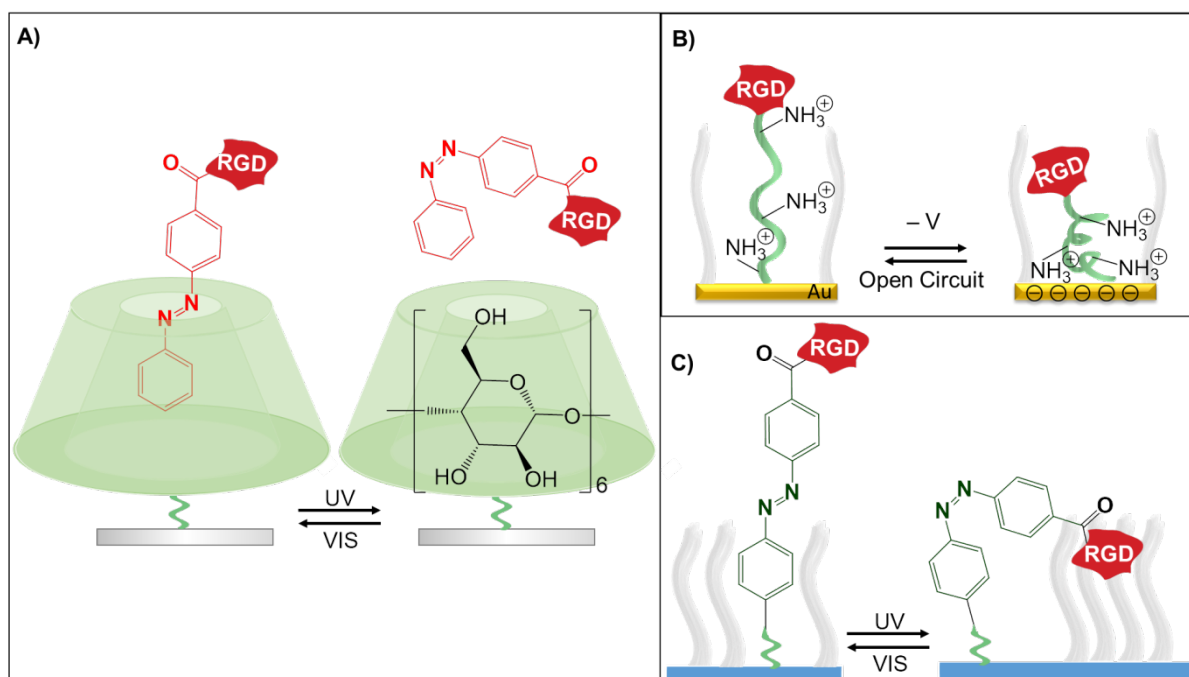 A)
O
RGD
N
N
N
N
O
RGD
OH
O
O
HO
OH
6
UV
VIS
B)
RGD
NH3
⊕
NH3
⊕
NH3
⊕
Au
– V
Open Circuit
RGD
NH3
⊕
NH3
⊕
NH3
⊕
⊖ ⊖ ⊖ ⊖ ⊖
C)
O
RGD
N
N
N
N
O
RGD
UV
VIS